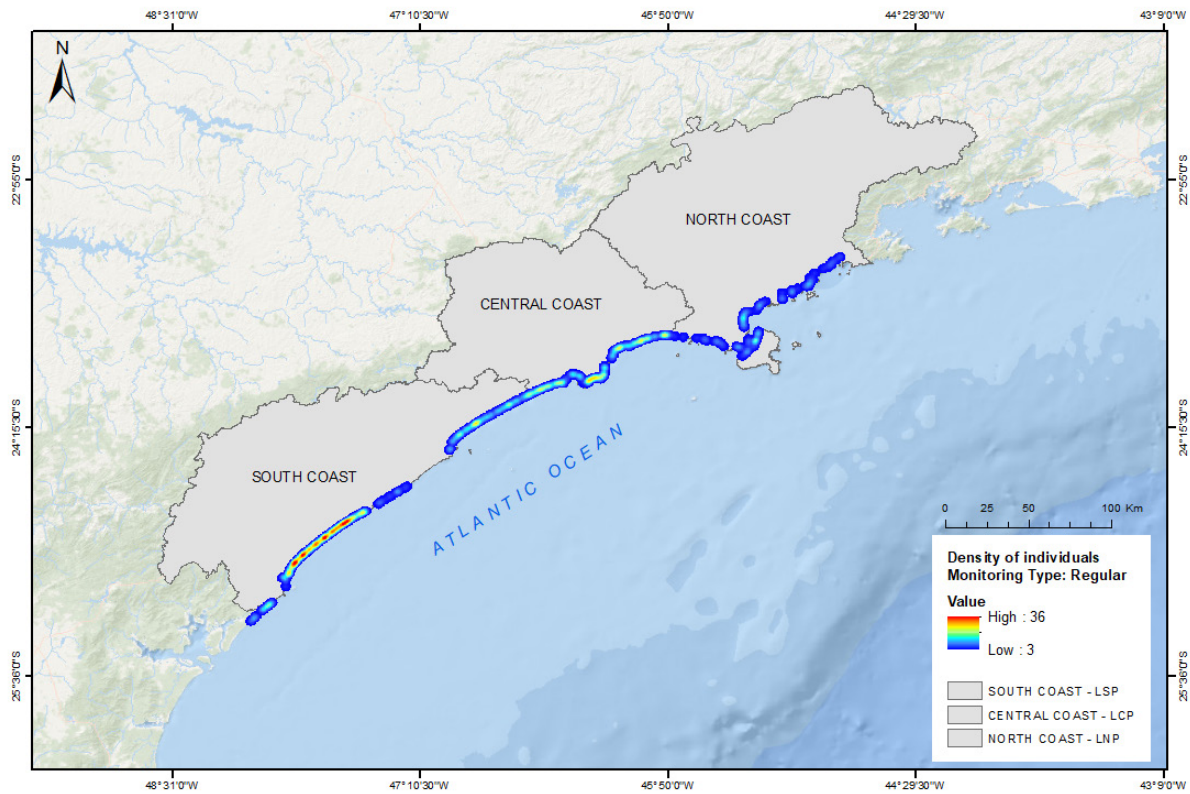 48°31'0"W 47°10'30"W 45°50'0"W 44°29'30"W 43°9'0"W
N
22°55'0"S 22°55'0"S
NORTH COAST
CENTRAL COAST
24°15'30"S 24°15'30"S
SOUTH COAST
ATLANTIC OCEAN
0 25 50 100 Km
Density of individuals
Monitoring Type: Regular
Value
High : 36
Low : 3
25°36'0"S 25°36'0"S
SOUTH COAST - LSP
CENTRAL COAST - LCP
NORTH COAST - LNP
48°31'0"W 47°10'30"W 45°50'0"W 44°29'30"W 43°9'0"W